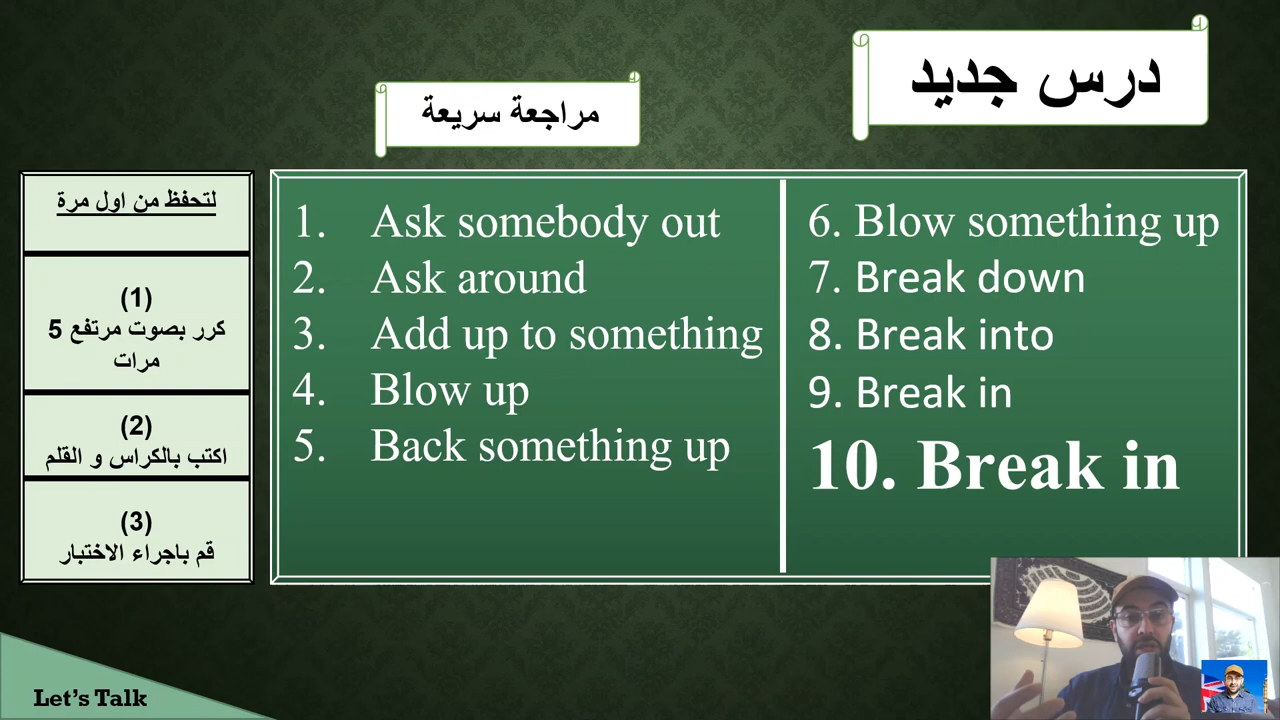 درس جديد
مراجعة سريعة
لتحفظ من اول مرة
(1)
كرر بصوت مرتفع 5
مرات
(2)
اكتب بالكراس و القلم
(3)
قم باجراء الاختبار
1. Ask somebody out
2. Ask around
3. Add up to something
4. Blow up
5. Back something up
6. Blow something up
7. Break down
8. Break into
9. Break in
10. Break in
Let's Talk